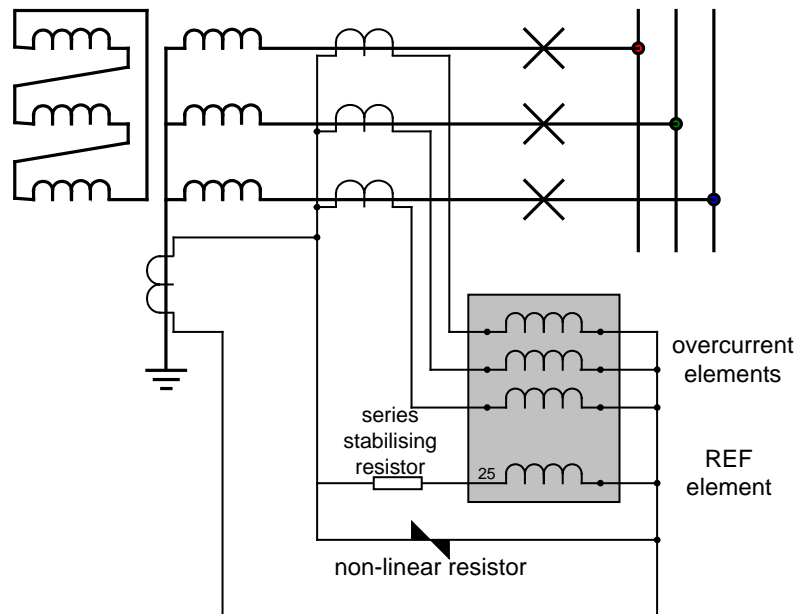 overcurrent
elements
series
stabilising
resistor
25
REF
element
non-linear resistor